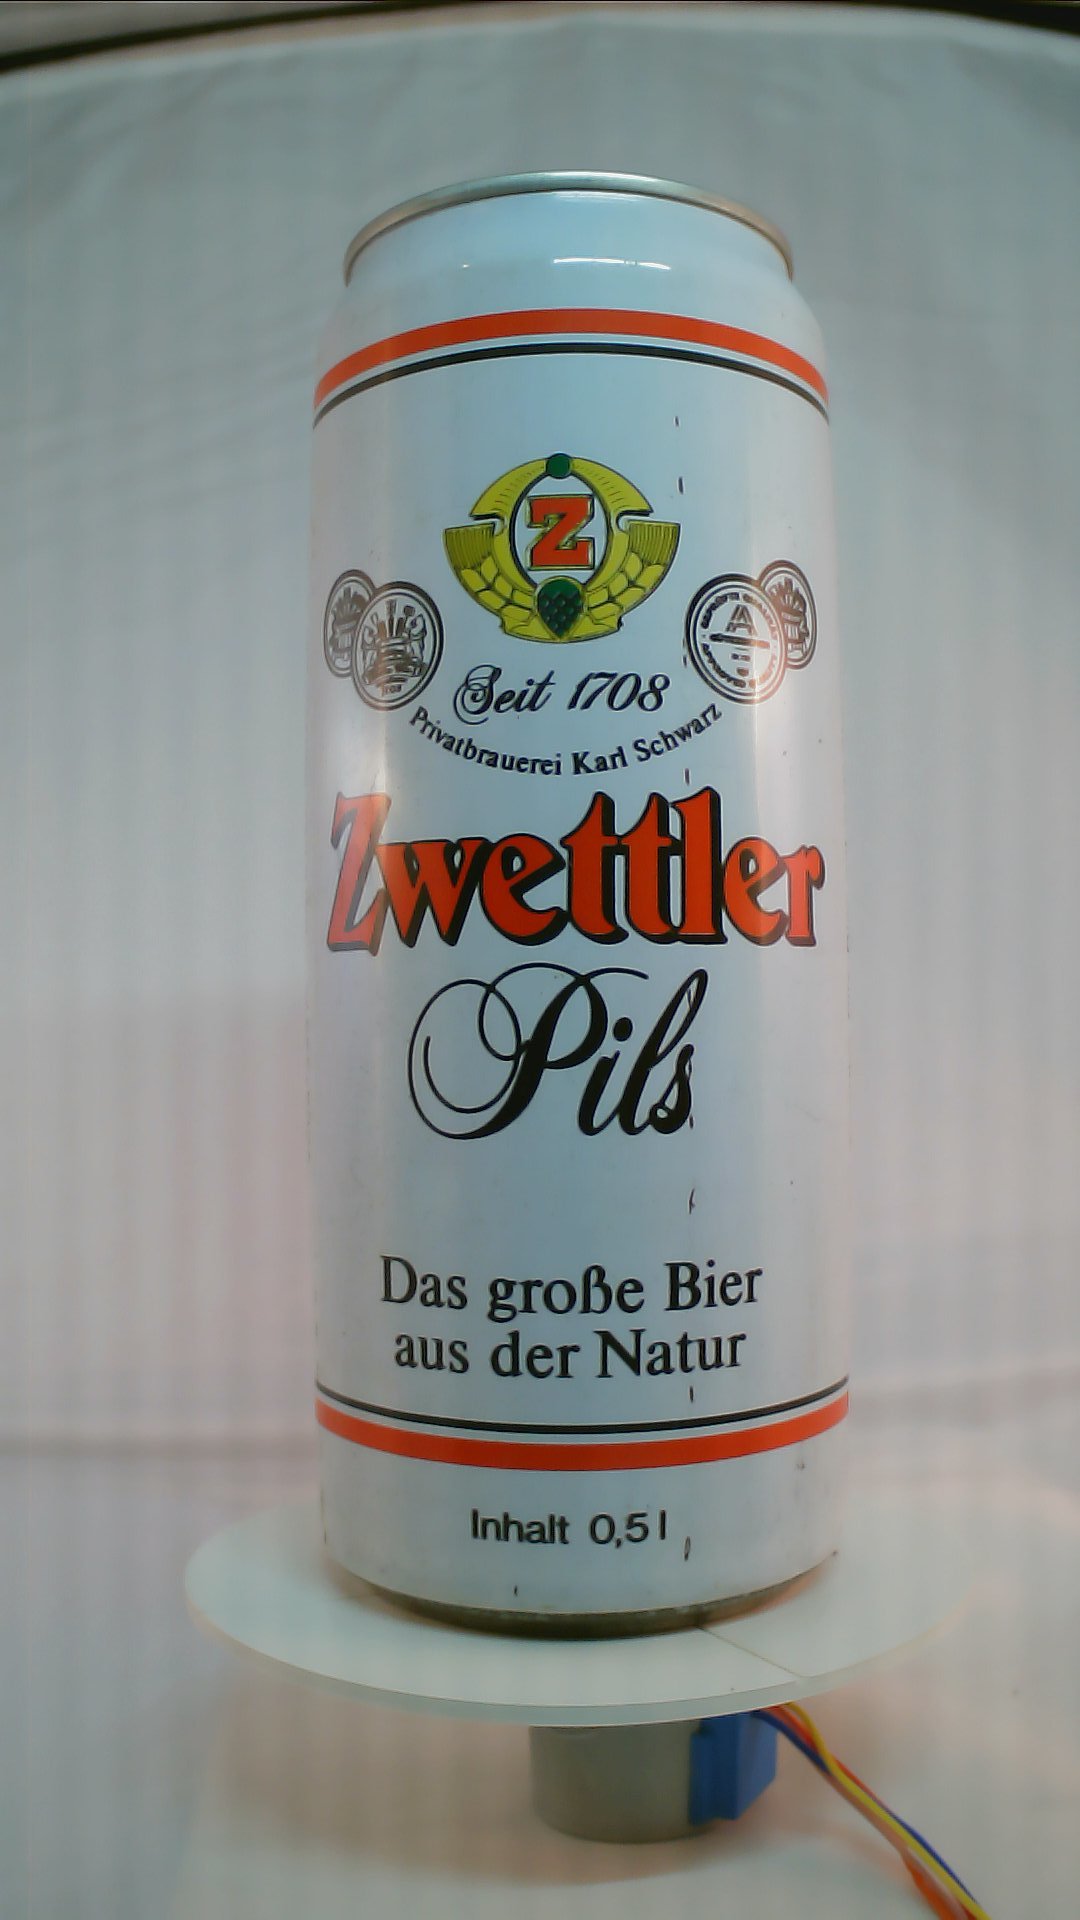 Z
Seit 1708
Privatbrauerei Karl Schwarz
Zwettler
Pils
Das große Bier
aus der Natur
Inhalt 0,5 l